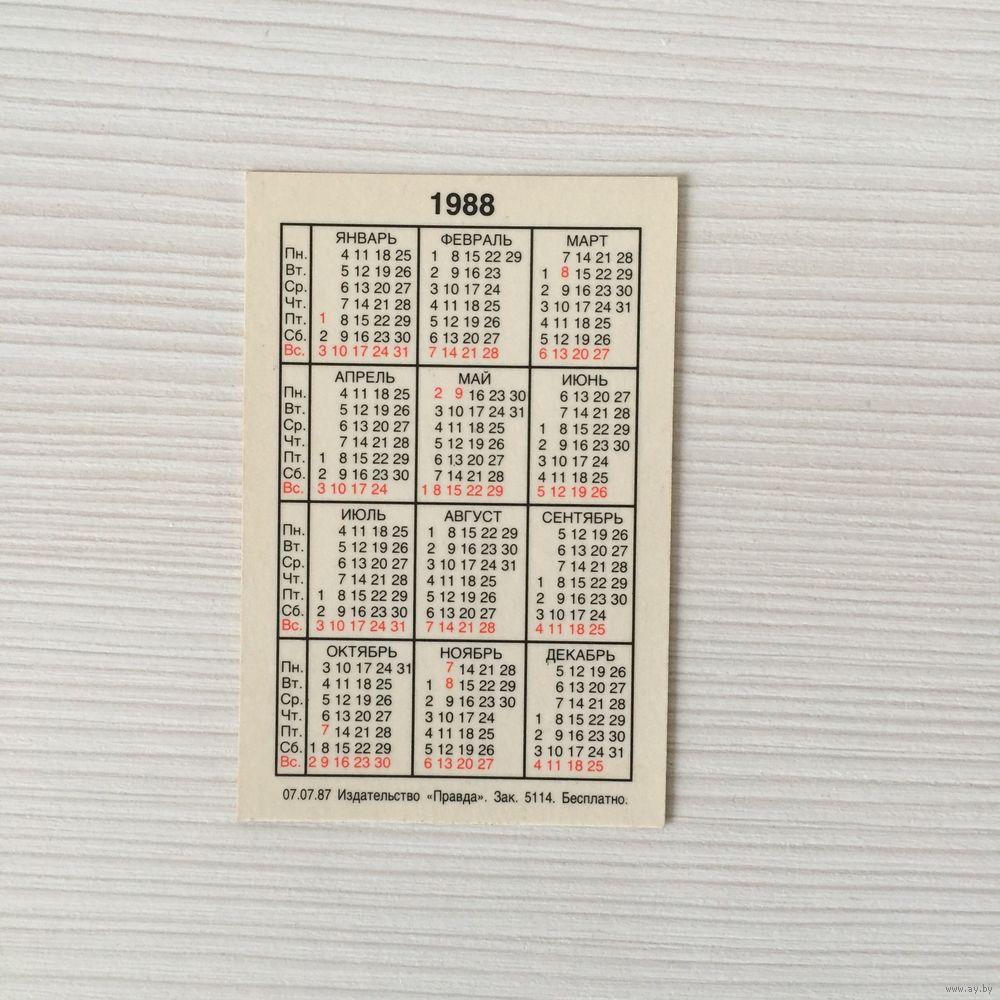 1988
ЯНВАРЬ ФЕВРАЛЬ МАРТ
Пн. 4 11 18 25 1 8 15 22 29 7 14 21 28
Вт. 5 12 19 26 2 9 16 23 1 8 15 22 29
Ср. 6 13 20 27 3 10 17 24 2 9 16 23 30
Чт. 7 14 21 28 4 11 18 25 3 10 17 24 31
Пт. 1 8 15 22 29 5 12 19 26 4 11 18 25
Сб. 2 9 16 23 30 6 13 20 27 5 12 19 26
Вс. 3 10 17 24 31 7 14 21 28 6 13 20 27
АПРЕЛЬ МАЙ ИЮНЬ
Пн. 4 11 18 25 2 9 16 23 30 6 13 20 27
Вт. 5 12 19 26 3 10 17 24 31 7 14 21 28
Ср. 6 13 20 27 4 11 18 25 1 8 15 22 29
Чт. 7 14 21 28 5 12 19 26 2 9 16 23 30
Пт. 1 8 15 22 29 6 13 20 27 3 10 17 24
Сб. 2 9 16 23 30 7 14 21 28 4 11 18 25
Вс. 3 10 17 24 1 8 15 22 29 5 12 19 26
ИЮЛЬ АВГУСТ СЕНТЯБРЬ
Пн. 4 11 18 25 1 8 15 22 29 5 12 19 26
Вт. 5 12 19 26 2 9 16 23 30 6 13 20 27
Ср. 6 13 20 27 3 10 17 24 31 7 14 21 28
Чт. 7 14 21 28 4 11 18 25 1 8 15 22 29
Пт. 1 8 15 22 29 5 12 19 26 2 9 16 23 30
Сб. 2 9 16 23 30 6 13 20 27 3 10 17 24
Вс. 3 10 17 24 31 7 14 21 28 4 11 18 25
ОКТЯБРЬ НОЯБРЬ ДЕКАБРЬ
Пн. 3 10 17 24 31 7 14 21 28 5 12 19 26
Вт. 4 11 18 25 1 8 15 22 29 6 13 20 27
Ср. 5 12 19 26 2 9 16 23 30 7 14 21 28
Чт. 6 13 20 27 3 10 17 24 1 8 15 22 29
Пт. 7 14 21 28 4 11 18 25 2 9 16 23 30
Сб. 1 8 15 22 29 5 12 19 26 3 10 17 24 31
Вс. 2 9 16 23 30 6 13 20 27 4 11 18 25
07.07.87 Издательство «Правда». Зак. 5114. Бесплатно.
www.ay.by